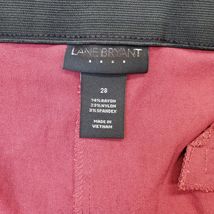 LANE BRYANT
28
74%RAYON
23%NYLON
3%SPANDEX
MADE IN
VIETNAM